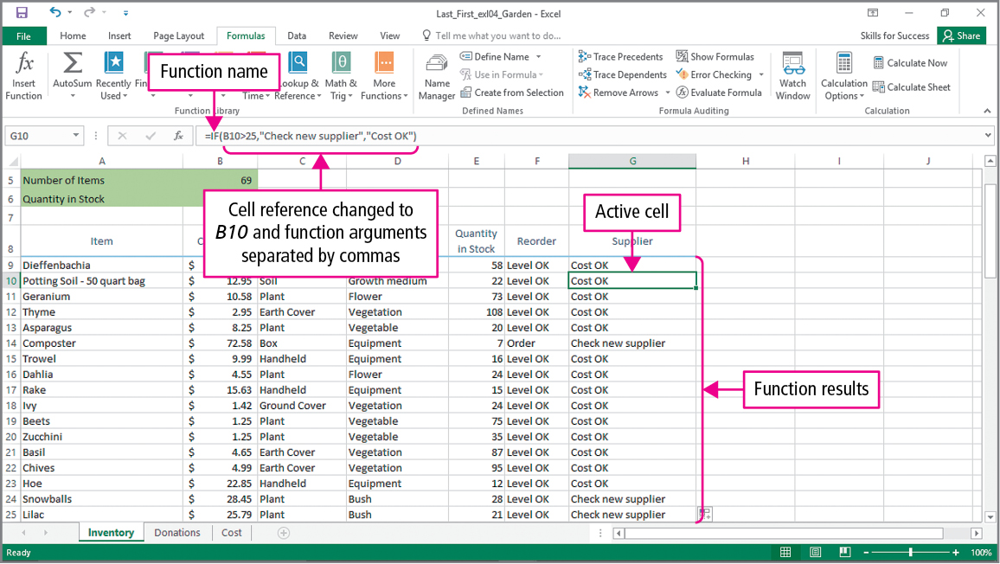 Last_First_exl04_Garden - Excel
File Home Insert Page Layout Formulas Data Review View Tell me what you want to do... Skills for Success Share
Insert Function
AutoSum
Recently Used
Lookup & Reference
Math & Trig
More Functions
Time
Function Library
Name Manager
Define Name
Use in Formula
Create from Selection
Defined Names
Trace Precedents
Trace Dependents
Remove Arrows
Show Formulas
Error Checking
Evaluate Formula
Formula Auditing
Watch Window
Calculation Options
Calculate Now
Calculate Sheet
Calculation
Function name
G10 fx =IF(B10>25,"Check new supplier","Cost OK")
A B C D E F G H I J
5 Number of Items 69
6 Quantity in Stock
7
Cell reference changed to
B10 and function arguments
separated by commas
Active cell
8 Item Quantity in Stock Reorder Supplier
9 Dieffenbachia $ 58 Level OK Cost OK
10 Potting Soil - 50 quart bag $ 12.95 Soil Growth medium 22 Level OK Cost OK
11 Geranium $ 10.58 Plant Flower 73 Level OK Cost OK
12 Thyme $ 2.95 Earth Cover Vegetation 108 Level OK Cost OK
13 Asparagus $ 8.25 Plant Vegetable 20 Level OK Cost OK
14 Composter $ 72.58 Box Equipment 7 Order Check new supplier
15 Trowel $ 9.99 Handheld Equipment 16 Level OK Cost OK
16 Dahlia $ 4.55 Plant Flower 24 Level OK Cost OK
17 Rake $ 15.63 Handheld Equipment 15 Level OK Cost OK
18 Ivy $ 1.42 Ground Cover Vegetation 24 Level OK Cost OK
19 Beets $ 1.25 Plant Vegetable 75 Level OK Cost OK
20 Zucchini $ 1.25 Plant Vegetable 35 Level OK Cost OK
21 Basil $ 4.65 Earth Cover Vegetation 87 Level OK Cost OK
22 Chives $ 4.99 Earth Cover Vegetation 95 Level OK Cost OK
23 Hoe $ 22.85 Handheld Equipment 12 Level OK Cost OK
24 Snowballs $ 28.45 Plant Bush 28 Level OK Check new supplier
25 Lilac $ 25.79 Plant Bush 21 Level OK Check new supplier
Function results
Inventory Donations Cost
Ready 100%